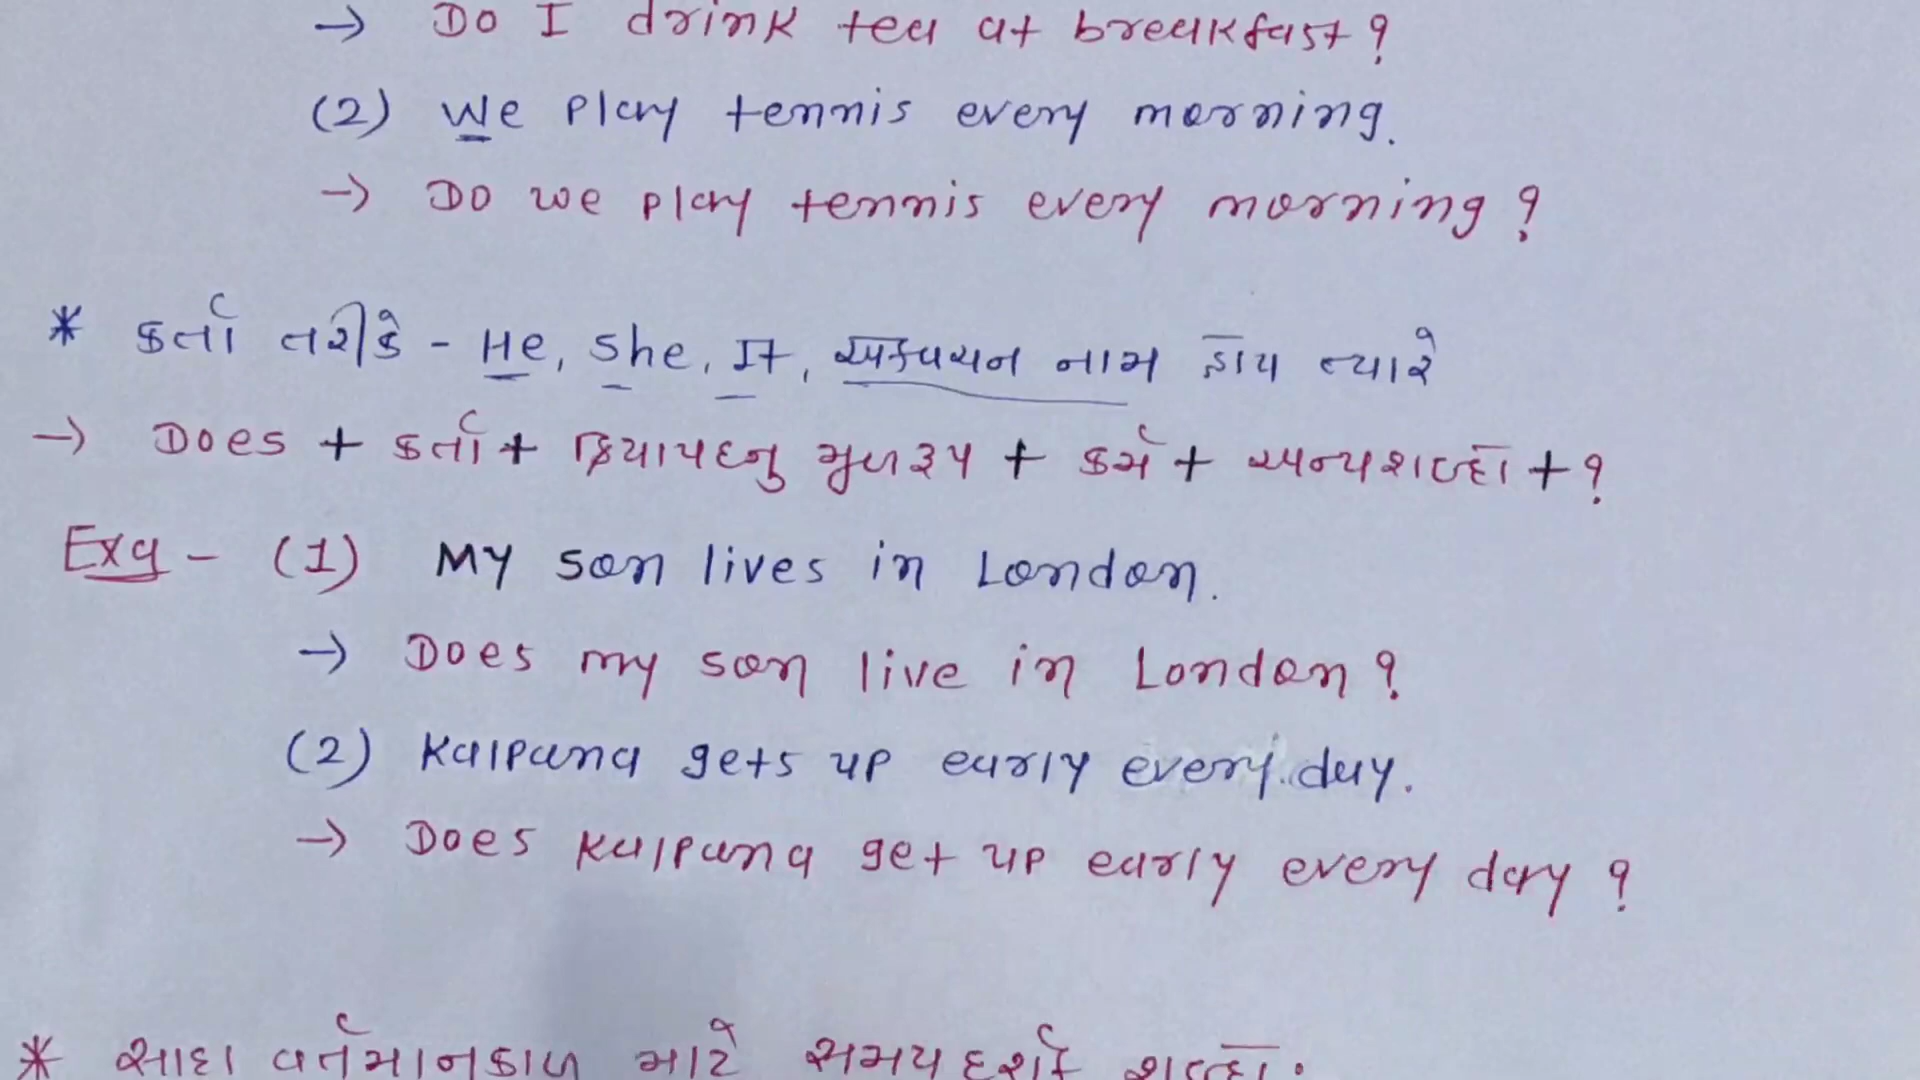 → Do I drink tea at breakfast?
(2) We play tennis every morning.
→ Do we play tennis every morning?
* કર્તા તરીકે - He, she, It, એકવચન નામ હોય ત્યારે
→ Does + કર્તા + ક્રિયાપદનુ મુળરૂપ + કર્મ + અન્યશબ્દો + ?
Exa - (1) My son lives in London.
→ Does my son live in London?
(2) Kalpana gets up early every day.
→ Does Kalpana get up early every day?
* સાદા વર્તમાનકાળ માટે સમય દર્શક શબ્દો: